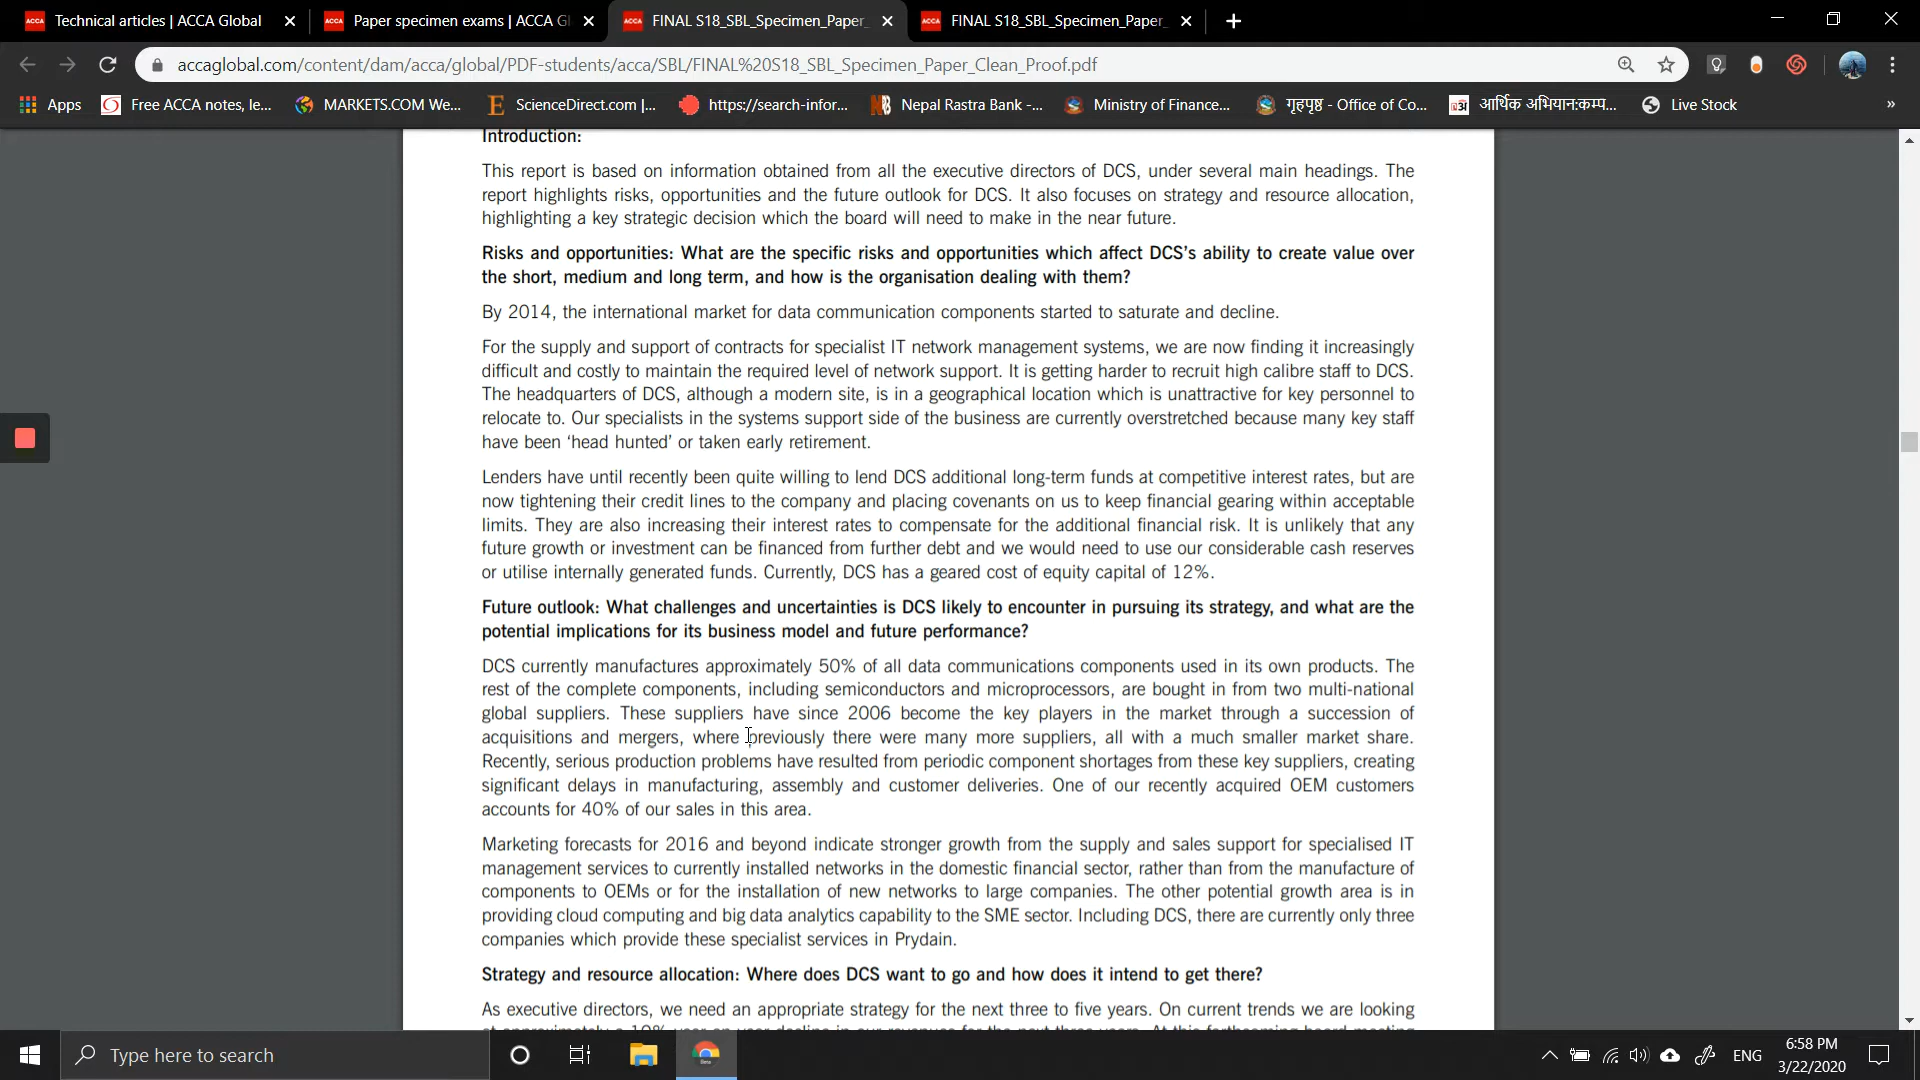 Technical articles | ACCA Global
Paper specimen exams | ACCA Gl
FINAL S18_SBL_Specimen_Paper_
FINAL S18_SBL_Specimen_Paper_
accaglobal.com/content/dam/acca/global/PDF-students/acca/SBL/FINAL%20S18_SBL_Specimen_Paper_Clean_Proof.pdf
Apps
Free ACCA notes, le...
MARKETS.COM We...
ScienceDirect.com |...
https://search-infor...
Nepal Rastra Bank -...
Ministry of Finance...
गृहपृष्ठ - Office of Co...
आर्थिक अभियान:कम्प...
Live Stock
»
Introduction:
This report is based on information obtained from all the executive directors of DCS, under several main headings. The
report highlights risks, opportunities and the future outlook for DCS. It also focuses on strategy and resource allocation,
highlighting a key strategic decision which the board will need to make in the near future.
Risks and opportunities: What are the specific risks and opportunities which affect DCS’s ability to create value over
the short, medium and long term, and how is the organisation dealing with them?
By 2014, the international market for data communication components started to saturate and decline.
For the supply and support of contracts for specialist IT network management systems, we are now finding it increasingly
difficult and costly to maintain the required level of network support. It is getting harder to recruit high calibre staff to DCS.
The headquarters of DCS, although a modern site, is in a geographical location which is unattractive for key personnel to
relocate to. Our specialists in the systems support side of the business are currently overstretched because many key staff
have been ‘head hunted’ or taken early retirement.
Lenders have until recently been quite willing to lend DCS additional long-term funds at competitive interest rates, but are
now tightening their credit lines to the company and placing covenants on us to keep financial gearing within acceptable
limits. They are also increasing their interest rates to compensate for the additional financial risk. It is unlikely that any
future growth or investment can be financed from further debt and we would need to use our considerable cash reserves
or utilise internally generated funds. Currently, DCS has a geared cost of equity capital of 12%.
Future outlook: What challenges and uncertainties is DCS likely to encounter in pursuing its strategy, and what are the
potential implications for its business model and future performance?
DCS currently manufactures approximately 50% of all data communications components used in its own products. The
rest of the complete components, including semiconductors and microprocessors, are bought in from two multi-national
global suppliers. These suppliers have since 2006 become the key players in the market through a succession of
acquisitions and mergers, where previously there were many more suppliers, all with a much smaller market share.
Recently, serious production problems have resulted from periodic component shortages from these key suppliers, creating
significant delays in manufacturing, assembly and customer deliveries. One of our recently acquired OEM customers
accounts for 40% of our sales in this area.
Marketing forecasts for 2016 and beyond indicate stronger growth from the supply and sales support for specialised IT
management services to currently installed networks in the domestic financial sector, rather than from the manufacture of
components to OEMs or for the installation of new networks to large companies. The other potential growth area is in
providing cloud computing and big data analytics capability to the SME sector. Including DCS, there are currently only three
companies which provide these specialist services in Prydain.
Strategy and resource allocation: Where does DCS want to go and how does it intend to get there?
As executive directors, we need an appropriate strategy for the next three to five years. On current trends we are looking
Type here to search
ENG
6:58 PM
3/22/2020